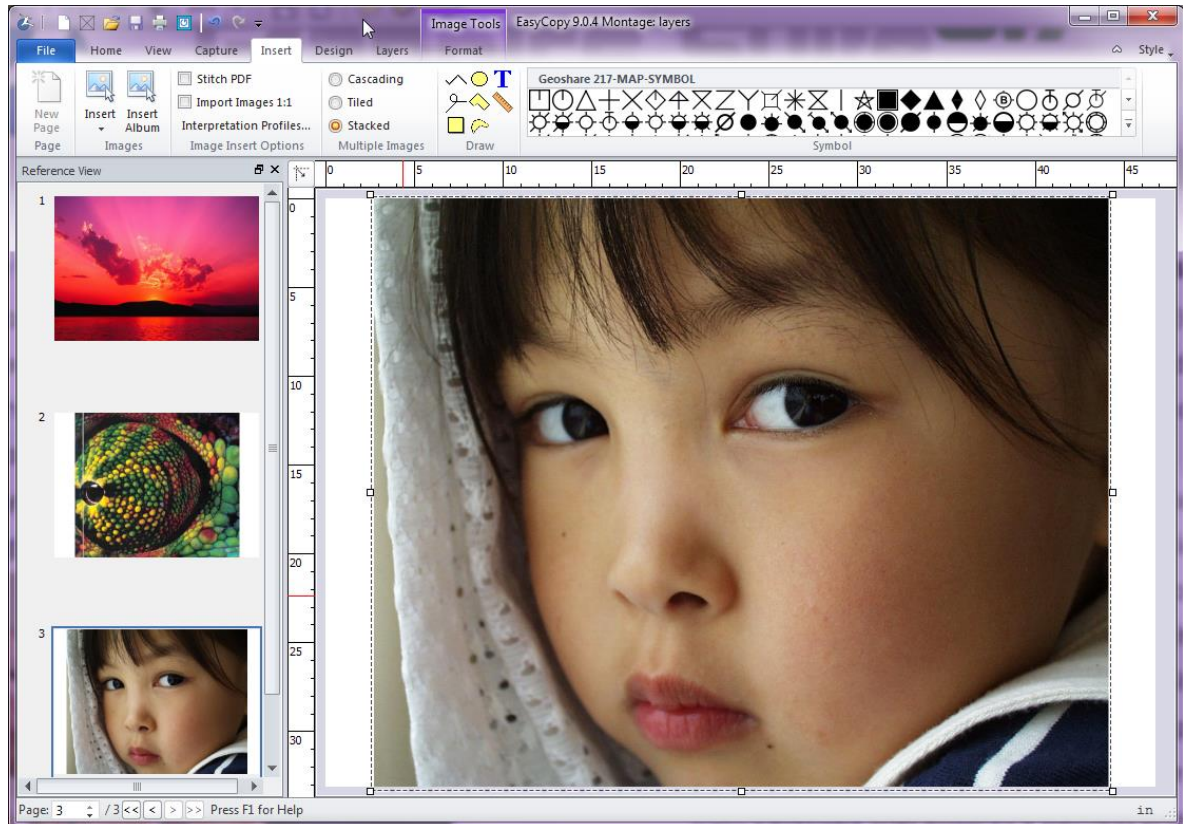 Image Tools EasyCopy 9.0.4 Montage: layers
File Home View Capture Insert Design Layers Format Style
New Page
Insert
Insert Album
Stitch PDF
Import Images 1:1
Interpretation Profiles...
Cascading
Tiled
Stacked
T
Geoshare 217-MAP-SYMBOL
B
Page Images Image Insert Options Multiple Images Draw Symbol
Reference View
0 5 10 15 20 25 30 35 40 45
1
2
3
0
5
10
15
20
25
30
Page: 3 / 3 << < > >> Press F1 for Help in